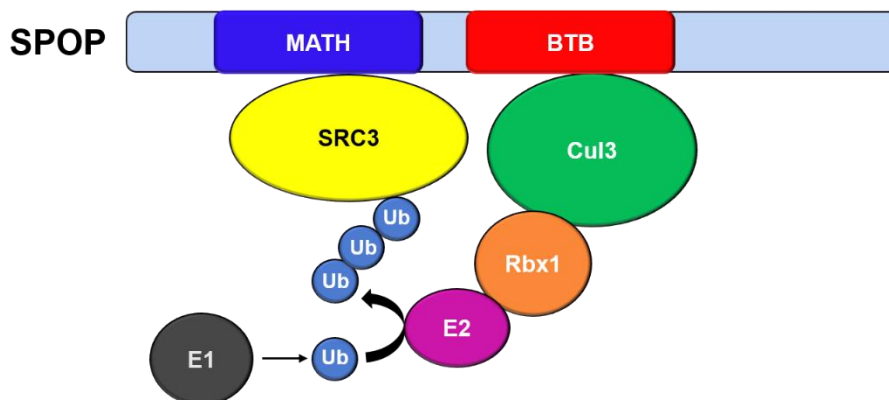 SPOP
MATH
BTB
SRC3
Cul3
Ub
Ub
Ub
Rbx1
E2
E1
Ub